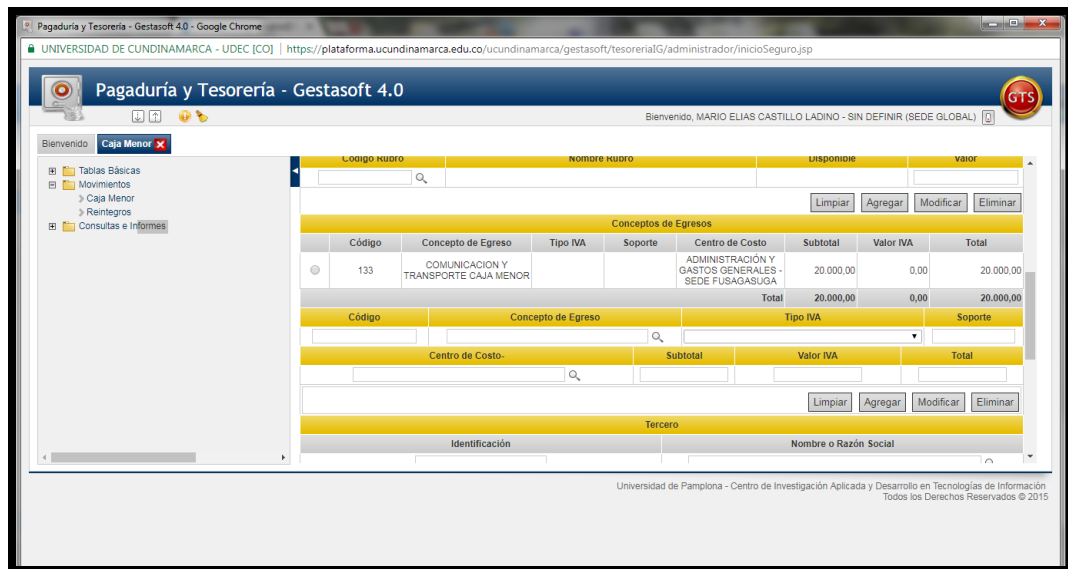 Pagaduría y Tesorería - Gestasoft 4.0 - Google Chrome
UNIVERSIDAD DE CUNDINAMARCA - UDEC [CO] | https://plataforma.ucundinamarca.edu.co/ucundinamarca/gestasoft/tesoreriaIG/administrador/inicioSeguro.jsp
Pagaduría y Tesorería - Gestasoft 4.0
GTS
Bienvenido, MARIO ELIAS CASTILLO LADINO - SIN DEFINIR (SEDE GLOBAL)
Bienvenido Caja Menor
Tablas Básicas
Movimientos
Caja Menor
Reintegros
Consultas e Informes
Codigo Rubro Nombre Rubro Disponible Valor
Limpiar Agregar Modificar Eliminar
Conceptos de Egresos
Código Concepto de Egreso Tipo IVA Soporte Centro de Costo Subtotal Valor IVA Total
133 COMUNICACION Y TRANSPORTE CAJA MENOR ADMINISTRACIÓN Y GASTOS GENERALES - SEDE FUSAGASUGA 20.000,00 0,00 20.000,00
Total 20.000,00 0,00 20.000,00
Código Concepto de Egreso Tipo IVA Soporte
Centro de Costo- Subtotal Valor IVA Total
Limpiar Agregar Modificar Eliminar
Tercero
Identificación Nombre o Razón Social
Universidad de Pamplona - Centro de Investigación Aplicada y Desarrollo en Tecnologías de Información
Todos los Derechos Reservados © 2015